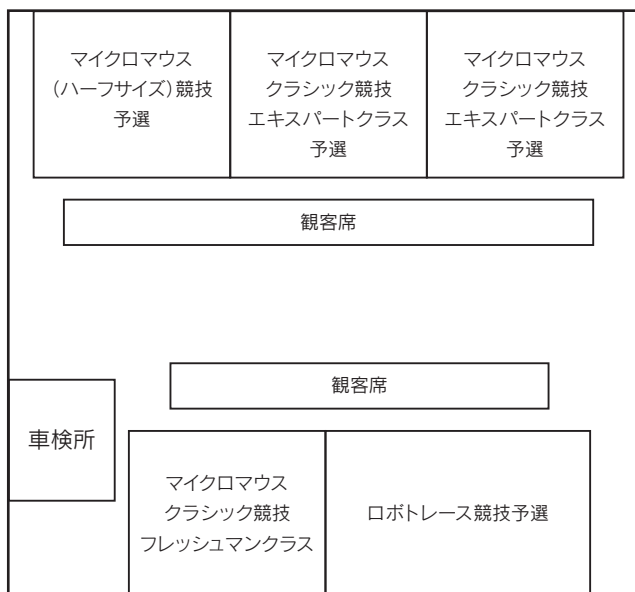 マイクロマウス
（ハーフサイズ）競技
予選
マイクロマウス
クラシック競技
エキスパートクラス
予選
マイクロマウス
クラシック競技
エキスパートクラス
予選
観客席
観客席
車検所
マイクロマウス
クラシック競技
フレッシュマンクラス
ロボトレース競技予選